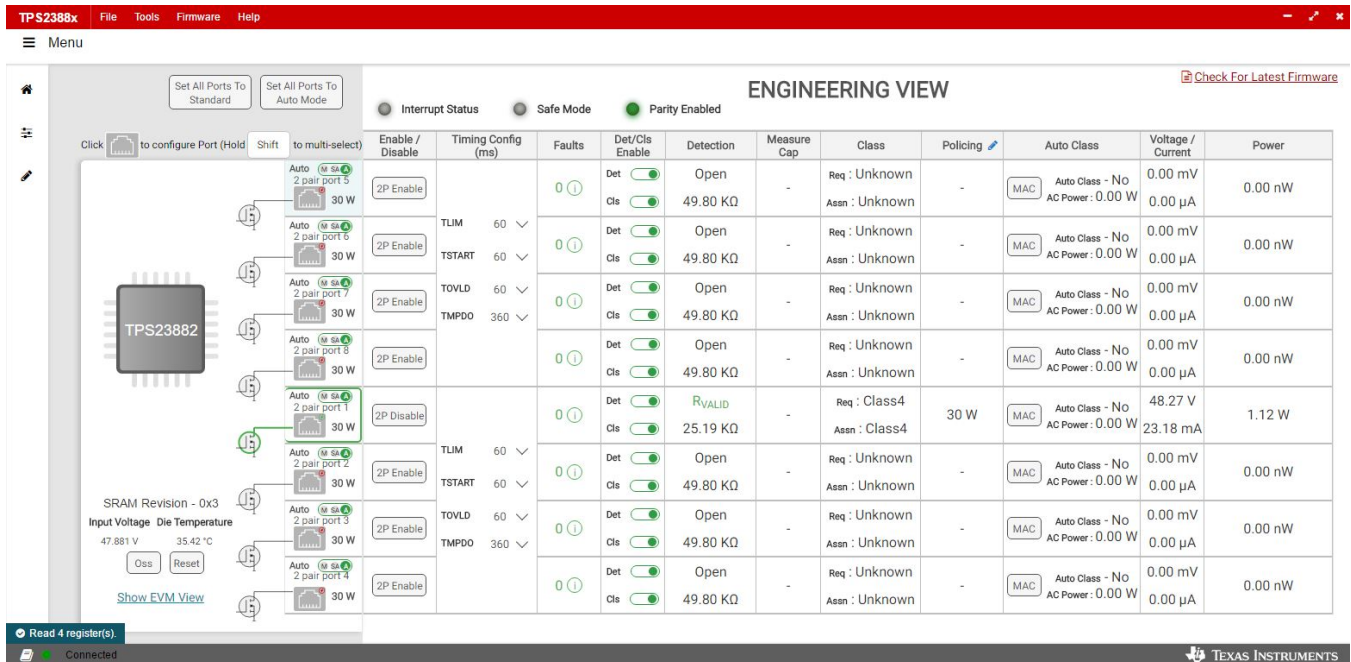 TPS2388x File Tools Firmware Help
Menu
Set All Ports To Standard
Set All Ports To Auto Mode
ENGINEERING VIEW
Check For Latest Firmware
Interrupt Status Safe Mode Parity Enabled
Click to configure Port (Hold Shift to multi-select)
Enable / Disable Timing Config (ms) Faults Det/Cls Enable Detection Measure Cap Class Policing Auto Class Voltage / Current Power
Auto M SA A
2 pair port 5
30 W
2P Enable
0
Det
Cls
Open
49.80 KΩ
-
Req : Unknown
Assn : Unknown
-
MAC
Auto Class - No
AC Power : 0.00 W
0.00 mV
0.00 µA
0.00 nW
Auto M SA A
2 pair port 6
30 W
2P Enable
TLIM 60
TSTART 60
0
Det
Cls
Open
49.80 KΩ
-
Req : Unknown
Assn : Unknown
-
MAC
Auto Class - No
AC Power : 0.00 W
0.00 mV
0.00 µA
0.00 nW
Auto M SA A
2 pair port 7
30 W
2P Enable
TOVLD 60
TMPDO 360
0
Det
Cls
Open
49.80 KΩ
-
Req : Unknown
Assn : Unknown
-
MAC
Auto Class - No
AC Power : 0.00 W
0.00 mV
0.00 µA
0.00 nW
TPS23882
Auto M SA A
2 pair port 8
30 W
2P Enable
0
Det
Cls
Open
49.80 KΩ
-
Req : Unknown
Assn : Unknown
-
MAC
Auto Class - No
AC Power : 0.00 W
0.00 mV
0.00 µA
0.00 nW
Auto M SA A
2 pair port 1
30 W
2P Disable
0
Det
Cls
RVALID
25.19 KΩ
-
Req : Class4
Assn : Class4
30 W
MAC
Auto Class - No
AC Power : 0.00 W
48.27 V
23.18 mA
1.12 W
Auto M SA A
2 pair port 2
30 W
2P Enable
TLIM 60
TSTART 60
0
Det
Cls
Open
49.80 KΩ
-
Req : Unknown
Assn : Unknown
-
MAC
Auto Class - No
AC Power : 0.00 W
0.00 mV
0.00 µA
0.00 nW
Auto M SA A
2 pair port 3
30 W
2P Enable
TOVLD 60
TMPDO 360
0
Det
Cls
Open
49.80 KΩ
-
Req : Unknown
Assn : Unknown
-
MAC
Auto Class - No
AC Power : 0.00 W
0.00 mV
0.00 µA
0.00 nW
Auto M SA A
2 pair port 4
30 W
2P Enable
0
Det
Cls
Open
49.80 KΩ
-
Req : Unknown
Assn : Unknown
-
MAC
Auto Class - No
AC Power : 0.00 W
0.00 mV
0.00 µA
0.00 nW
SRAM Revision - 0x3
Input Voltage Die Temperature
47.881 V 35.42 °C
Oss Reset
Show EVM View
Read 4 register(s).
Connected
TEXAS INSTRUMENTS